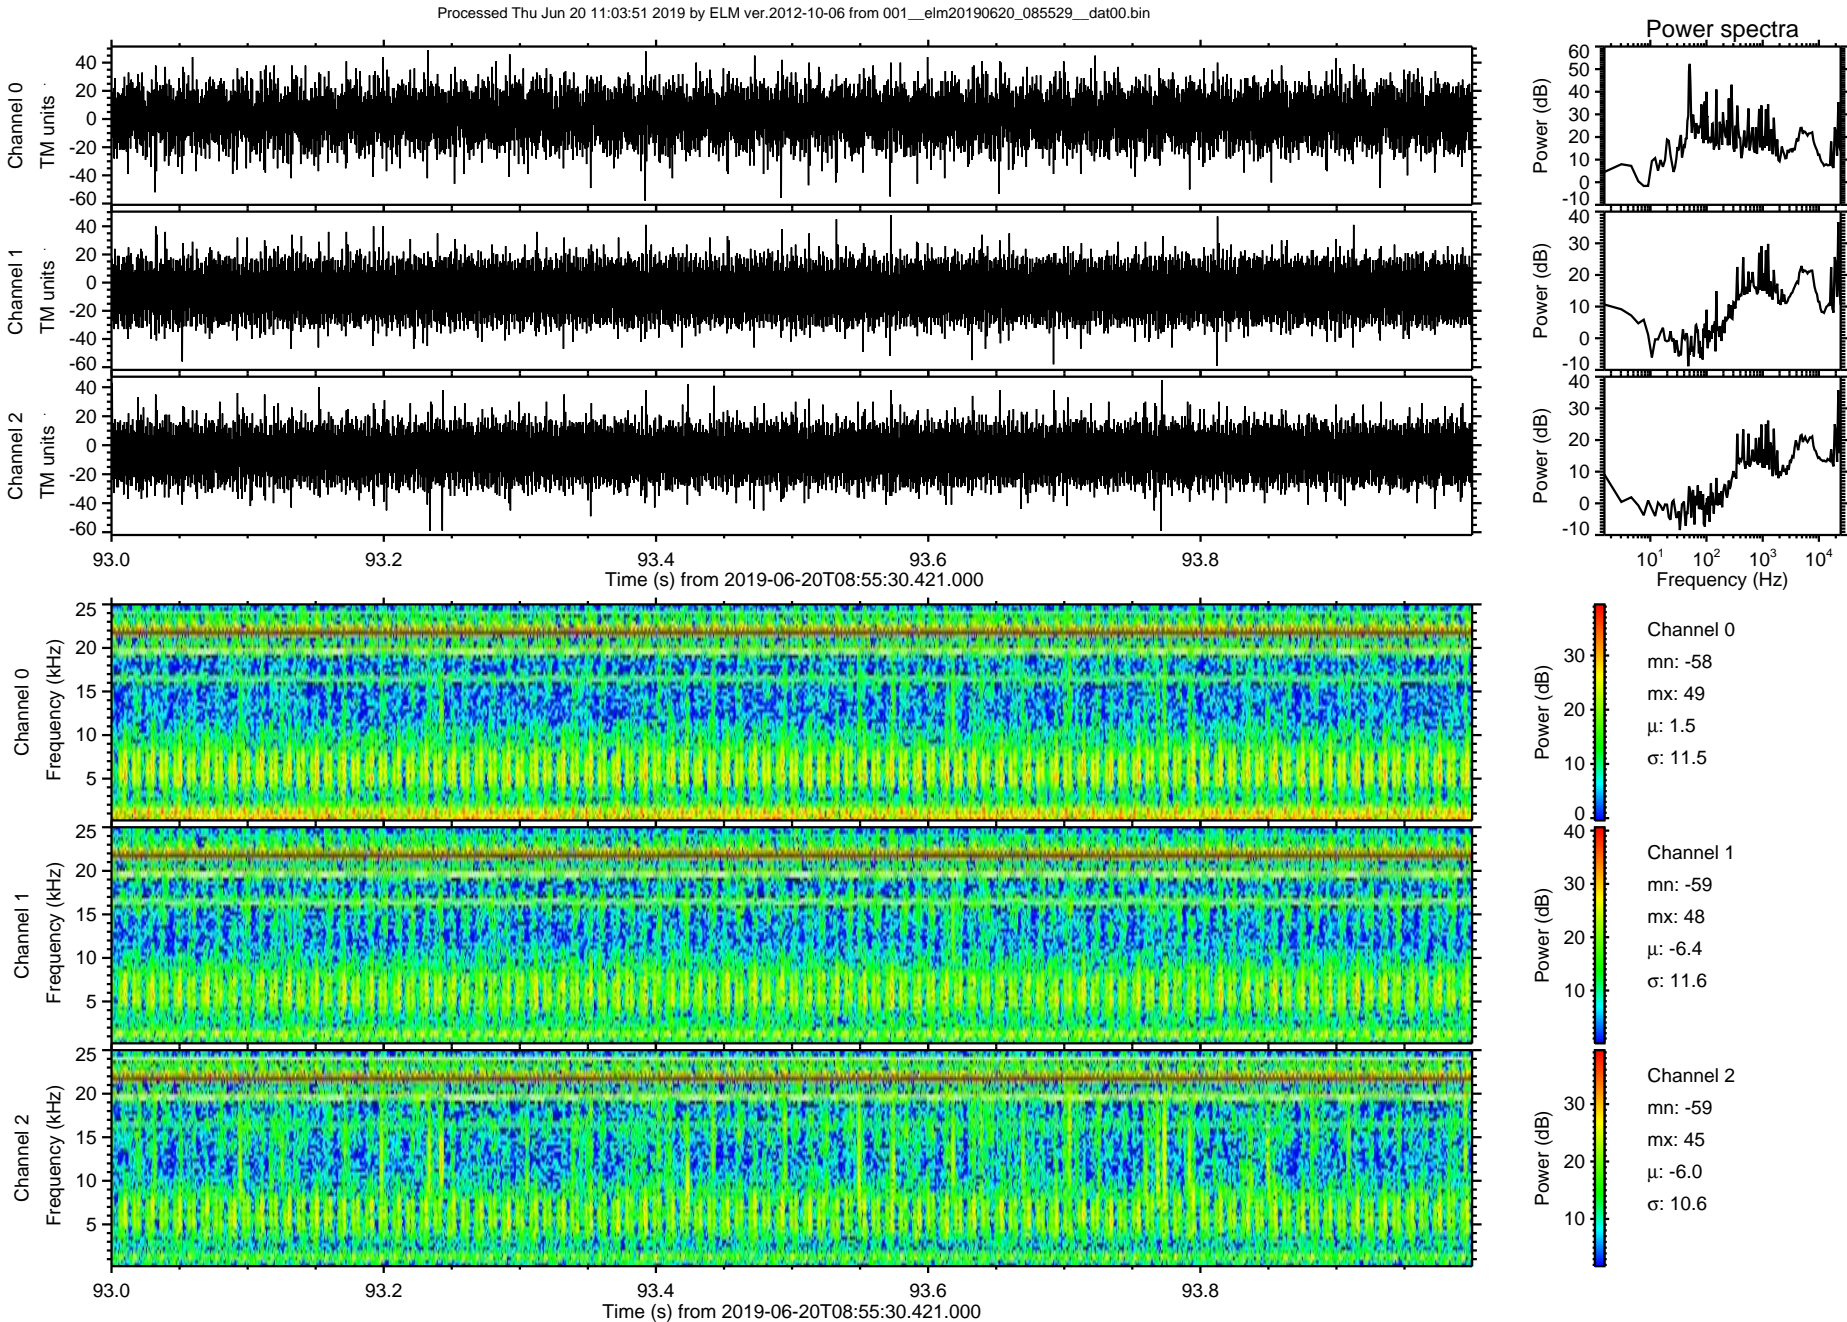 Processed Thu Jun 20 11:03:51 2019 by ELM ver.2012-10-06 from 001__elm20190620_085529__dat00.bin
Power spectra
Channel 0
TM units
40
20
0
-20
-40
-60
Power (dB)
60
50
40
30
20
10
0
-10
Channel 1
TM units
40
20
0
-20
-40
-60
Power (dB)
40
30
20
10
0
-10
Channel 2
TM units
40
20
0
-20
-40
-60
Power (dB)
40
30
20
10
0
-10
93.0 93.2 93.4 93.6 93.8
Time (s) from 2019-06-20T08:55:30.421.000
10^1 10^2 10^3 10^4
Frequency (Hz)
Channel 0
Frequency (kHz)
25
20
15
10
5
Power (dB)
30
20
10
0
Channel 0
mn: -58
mx: 49
μ: 1.5
σ: 11.5
Channel 1
Frequency (kHz)
25
20
15
10
5
Power (dB)
40
30
20
10
Channel 1
mn: -59
mx: 48
μ: -6.4
σ: 11.6
Channel 2
Frequency (kHz)
25
20
15
10
5
Power (dB)
30
20
10
Channel 2
mn: -59
mx: 45
μ: -6.0
σ: 10.6
93.0 93.2 93.4 93.6 93.8
Time (s) from 2019-06-20T08:55:30.421.000